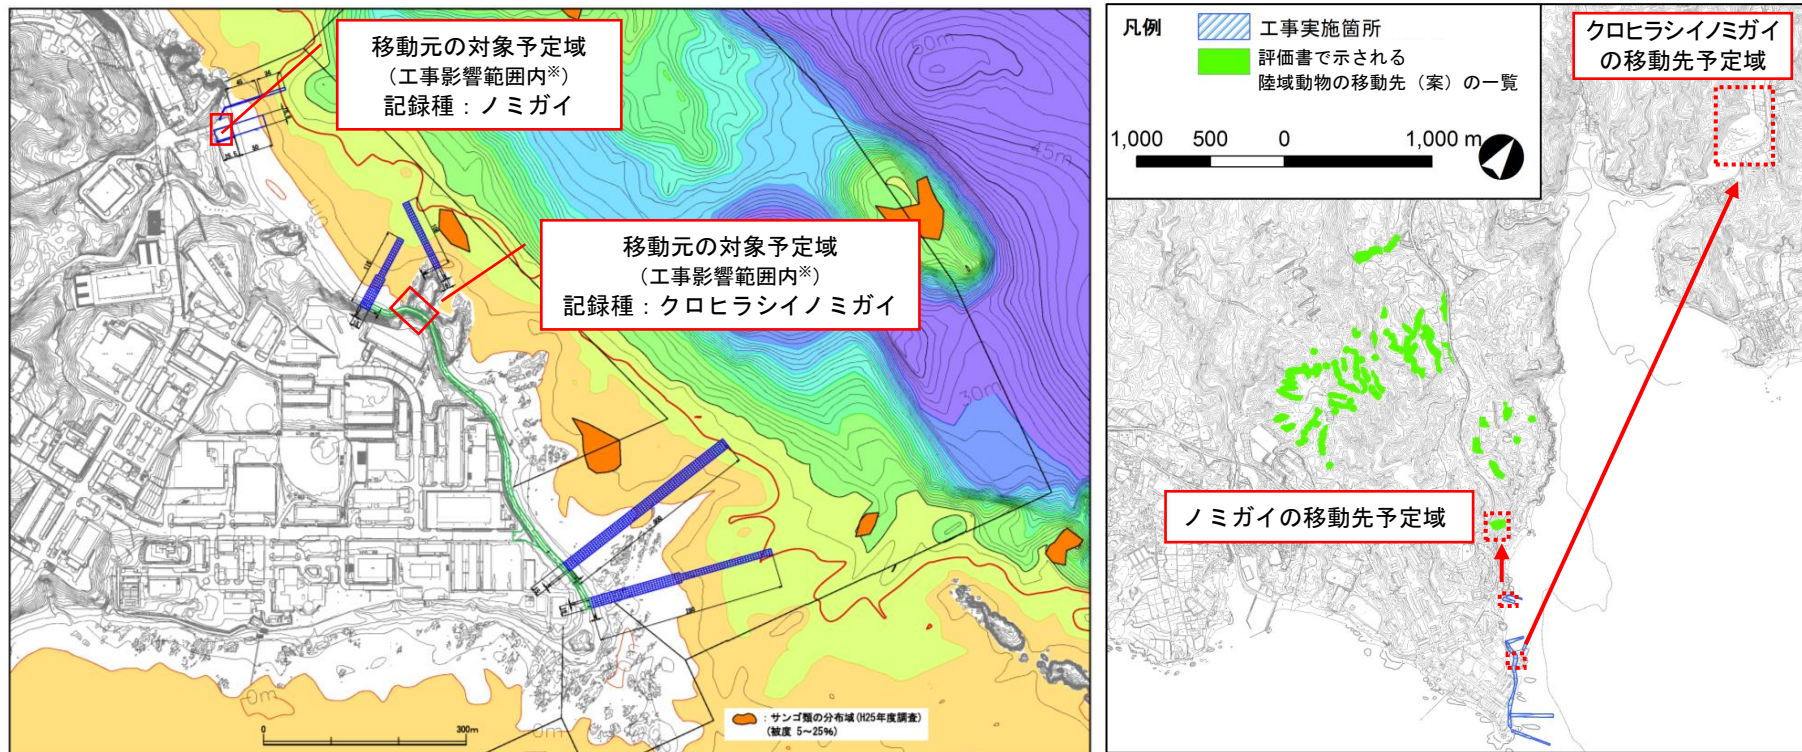 移動元の対象予定域
（工事影響範囲内※）
記録種：ノミガイ
移動元の対象予定域
（工事影響範囲内※）
記録種：クロヒラシイノミガイ
20m
45m
30m
0m
：サンゴ類の分布域(H25年度調査)
(被度 5～25%)
0 300m
凡例
工事実施箇所
評価書で示される
陸域動物の移動先（案）の一覧
1,000 500 0 1,000 m
クロヒラシイノミガイ
の移動先予定域
ノミガイの移動先予定域